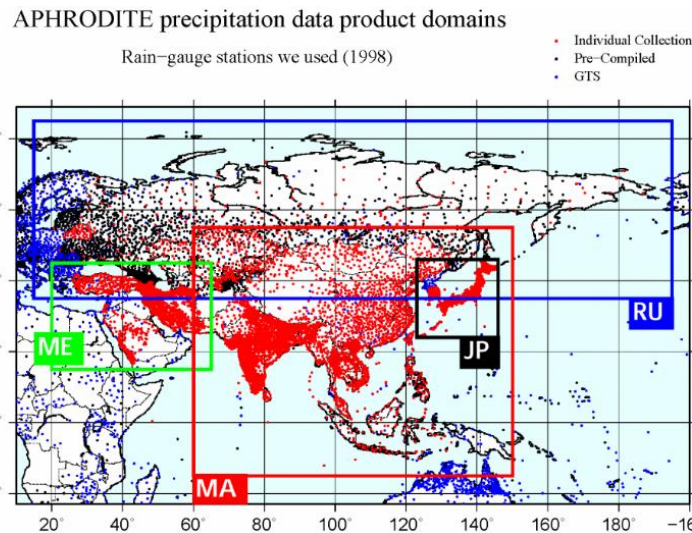 APHRODITE precipitation data product domains
Rain−gauge stations we used (1998)
Individual Collection
Pre−Compiled
GTS
ME
JP
RU
MA
20° 40° 60° 80° 100° 120° 140° 160° 180° −16